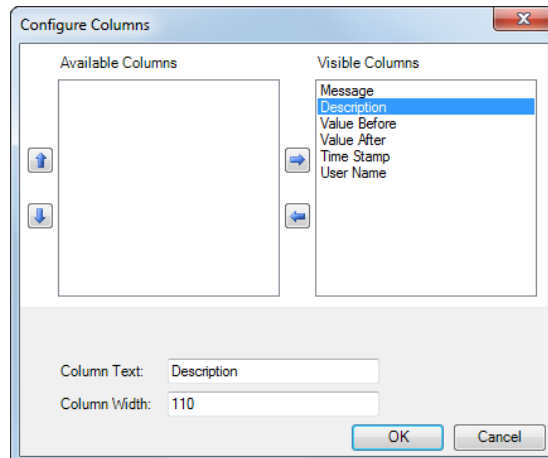 Configure Columns
Available Columns
Visible Columns
Message
Description
Value Before
Value After
Time Stamp
User Name
Column Text: Description
Column Width: 110
OK Cancel